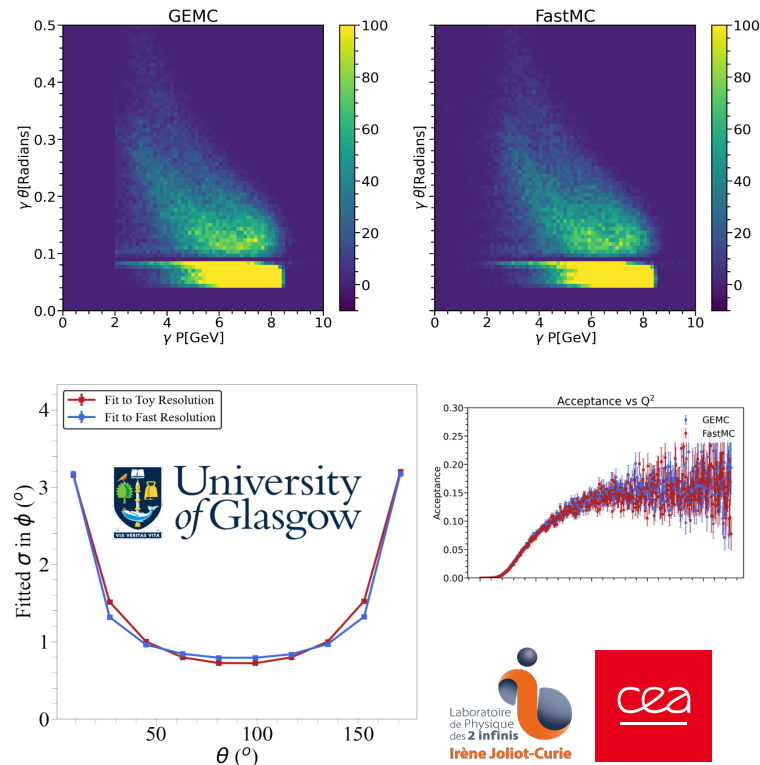 GEMC
0.5
0.4
0.3
0.2
0.1
0.0
γ θ[Radians]
0 2 4 6 8 10
γ P[GeV]
100
80
60
40
20
0
FastMC
0.5
0.4
0.3
0.2
0.1
0.0
γ θ[Radians]
0 2 4 6 8 10
γ P[GeV]
100
80
60
40
20
0
Fit to Toy Resolution
Fit to Fast Resolution
4
3
2
1
0
Fitted σ in ϕ (°)
50 100 150
θ (°)
University
of Glasgow
VIA VERITAS VITA
Acceptance vs Q²
GEMC
FastMC
0.30
0.25
0.20
0.15
0.10
0.05
0.00
Acceptance
Laboratoire
de Physique
des 2 infinis
Irène Joliot-Curie
cea